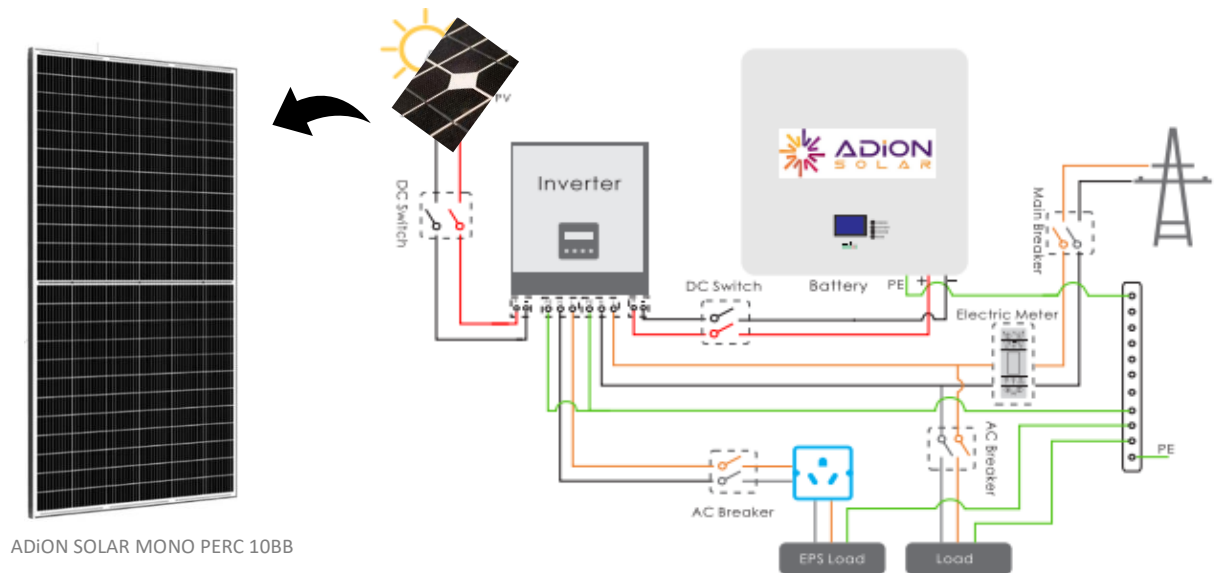 PV
Inverter
DC Switch
ADiON
SOLAR
Main Breaker
DC Switch
Battery
PE
+
−
Electric Meter
AC Breaker
PE
AC Breaker
EPS Load
Load
ADiON SOLAR MONO PERC 10BB